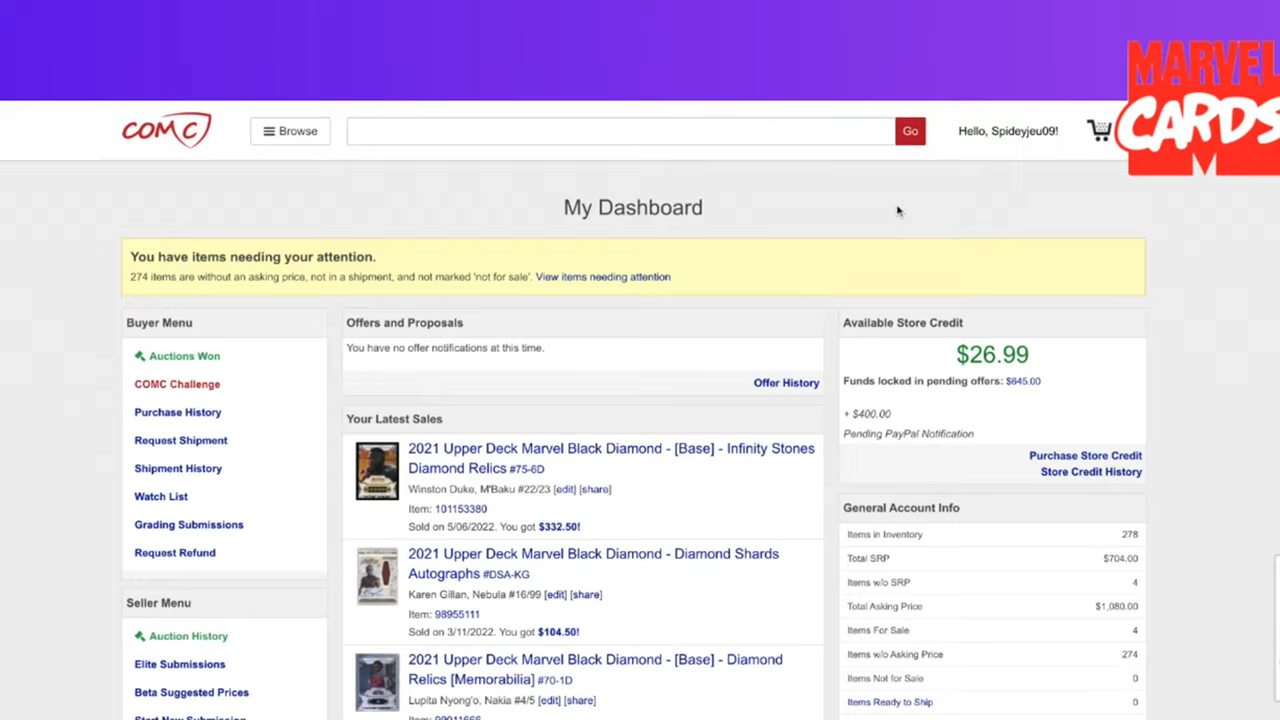 MARVEL
CARDS
COMC
Browse
Go
Hello, Spideyjeu09!
My Dashboard
You have items needing your attention.
274 items are without an asking price, not in a shipment, and not marked 'not for sale'. View items needing attention
Buyer Menu
Auctions Won
COMC Challenge
Purchase History
Request Shipment
Shipment History
Watch List
Grading Submissions
Request Refund
Seller Menu
Auction History
Elite Submissions
Beta Suggested Prices
Start New Submission
Offers and Proposals
You have no offer notifications at this time.
Offer History
Your Latest Sales
2021 Upper Deck Marvel Black Diamond - [Base] - Infinity Stones
Diamond Relics #75-6D
Winston Duke, M'Baku #22/23 [edit] [share]
Item: 101153380
Sold on 5/06/2022. You got $332.50!
2021 Upper Deck Marvel Black Diamond - Diamond Shards
Autographs #DSA-KG
Karen Gillan, Nebula #16/99 [edit] [share]
Item: 98955111
Sold on 3/11/2022. You got $104.50!
2021 Upper Deck Marvel Black Diamond - [Base] - Diamond
Relics [Memorabilia] #70-1D
Lupita Nyong'o, Nakia #4/5 [edit] [share]
Item:
Available Store Credit
$26.99
Funds locked in pending offers: $645.00
+ $400.00
Pending PayPal Notification
Purchase Store Credit
Store Credit History
General Account Info
Items in Inventory 278
Total SRP $704.00
Items w/o SRP 4
Total Asking Price $1,080.00
Items For Sale 4
Items w/o Asking Price 274
Items Not for Sale 0
Items Ready to Ship 0